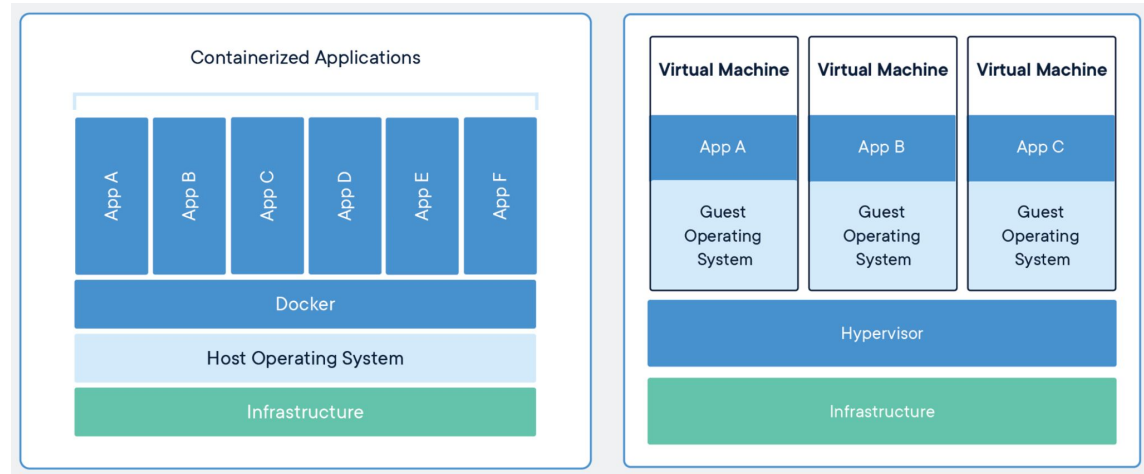 Containerized Applications
App A
App B
App C
App D
App E
App F
Docker
Host Operating System
Infrastructure
Virtual Machine
App A
Guest
Operating
System
Virtual Machine
App B
Guest
Operating
System
Virtual Machine
App C
Guest
Operating
System
Hypervisor
Infrastructure